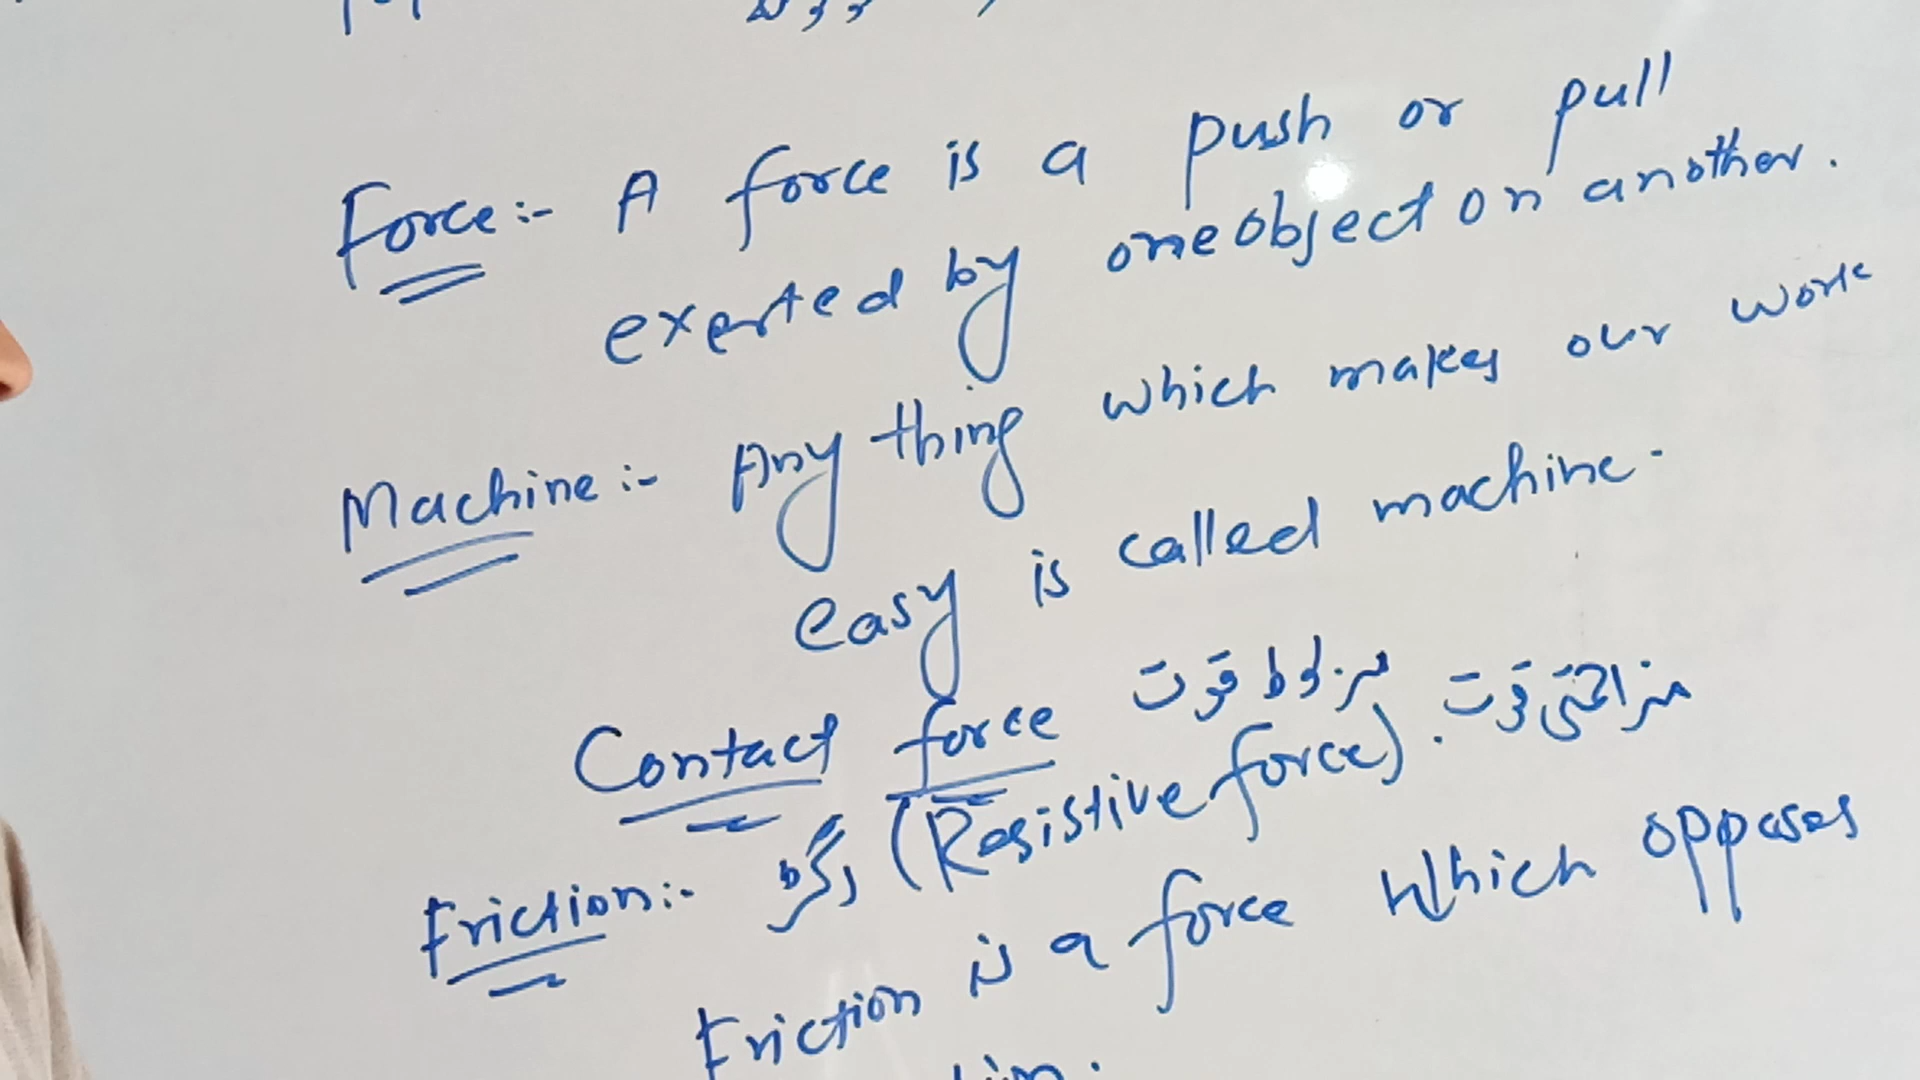 Force:- A force is a push or pull
exerted by one object on another.
Machine:- Any thing which makes our work
easy is called machine.
Contact force مربوط قوت
Friction:- رگڑ (Resistive force). مزاحمتی قوت
Friction is a force which opposes